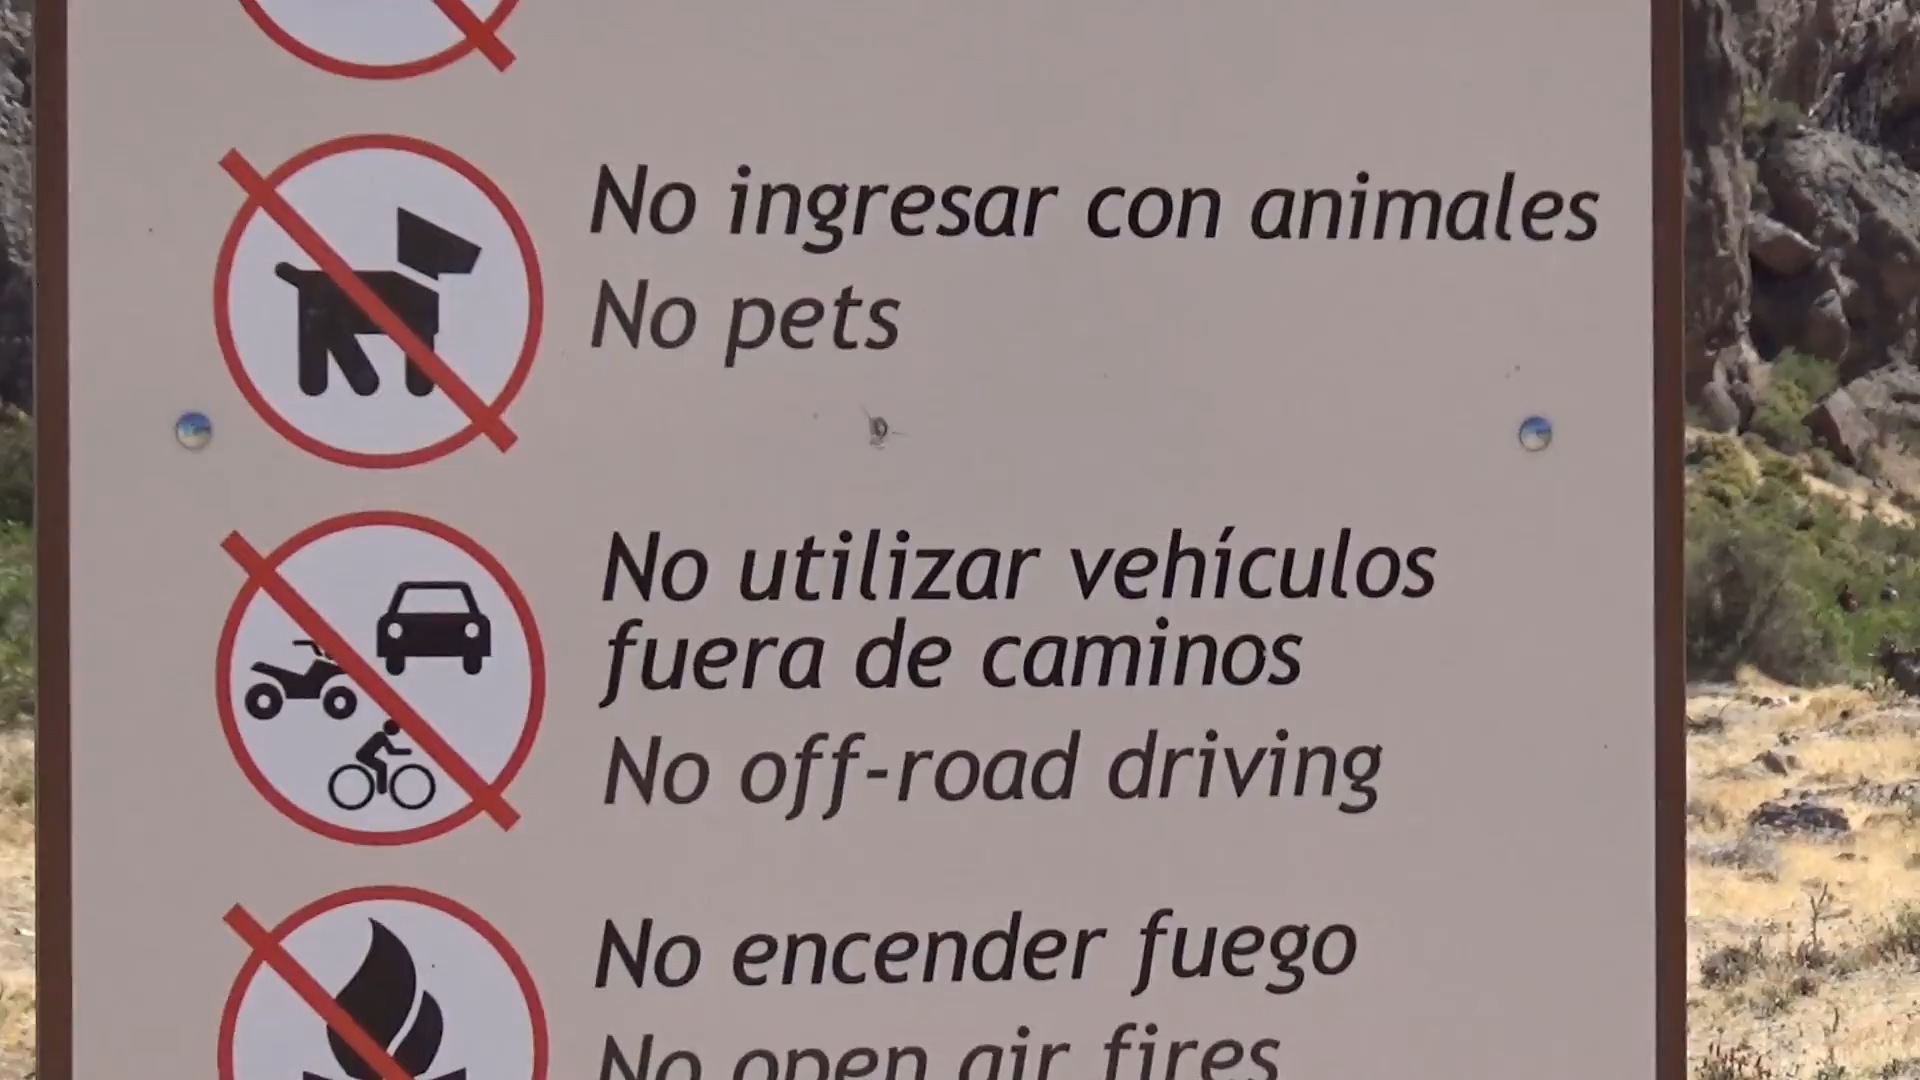 No ingresar con animales
No pets
No utilizar vehículos
fuera de caminos
No off-road driving
No encender fuego
No open air fires